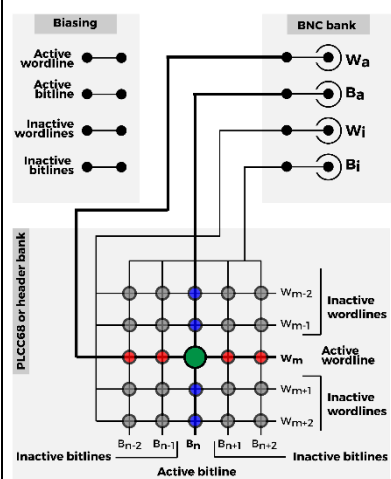 Biasing
BNC bank
Active
wordline
Active
bitline
Inactive
wordlines
Inactive
bitlines
Wa
Ba
Wi
Bi
PLCC68 or header bank
Wm-2
Wm-1
Wm
Wm+1
Wm+2
Inactive
wordlines
Active
wordline
Inactive
wordlines
Bn-2 Bn-1 Bn Bn+1 Bn+2
Inactive bitlines
Inactive bitlines
Active bitline